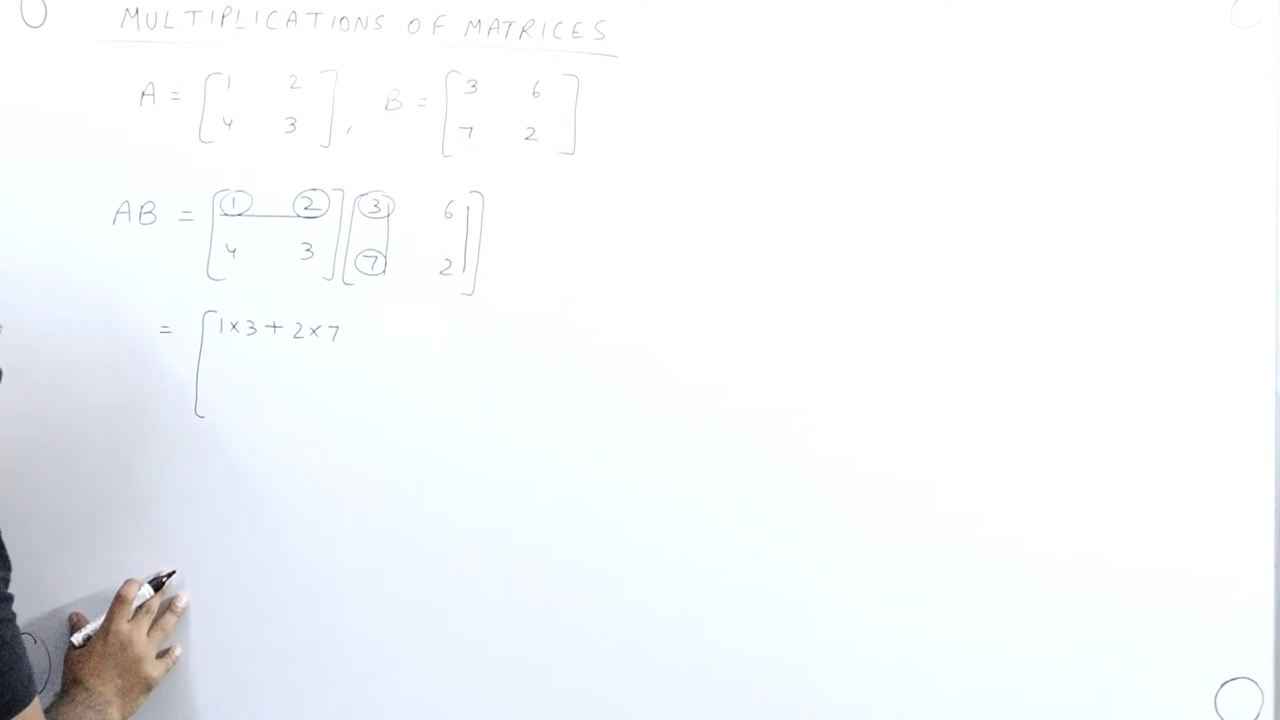 MULTIPLICATIONS OF MATRICES
A = [1 2
4 3], B = [3 6
7 2]
AB = [1 2
4 3] [3 6
7 2]
= [1×3+2×7